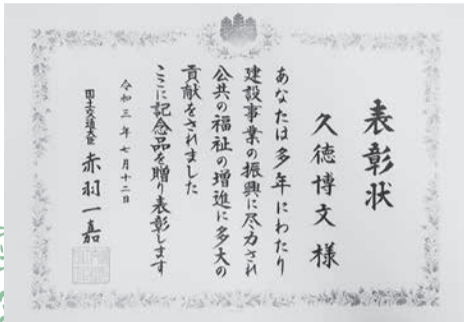 表彰状
久徳博文 様
あなたは多年にわたり
建設事業の振興に尽力され
公共の福祉の増進に多大の
貢献をされました
ここに記念品を贈り表彰します
令和三年七月十二日
国土交通大臣 赤羽一嘉